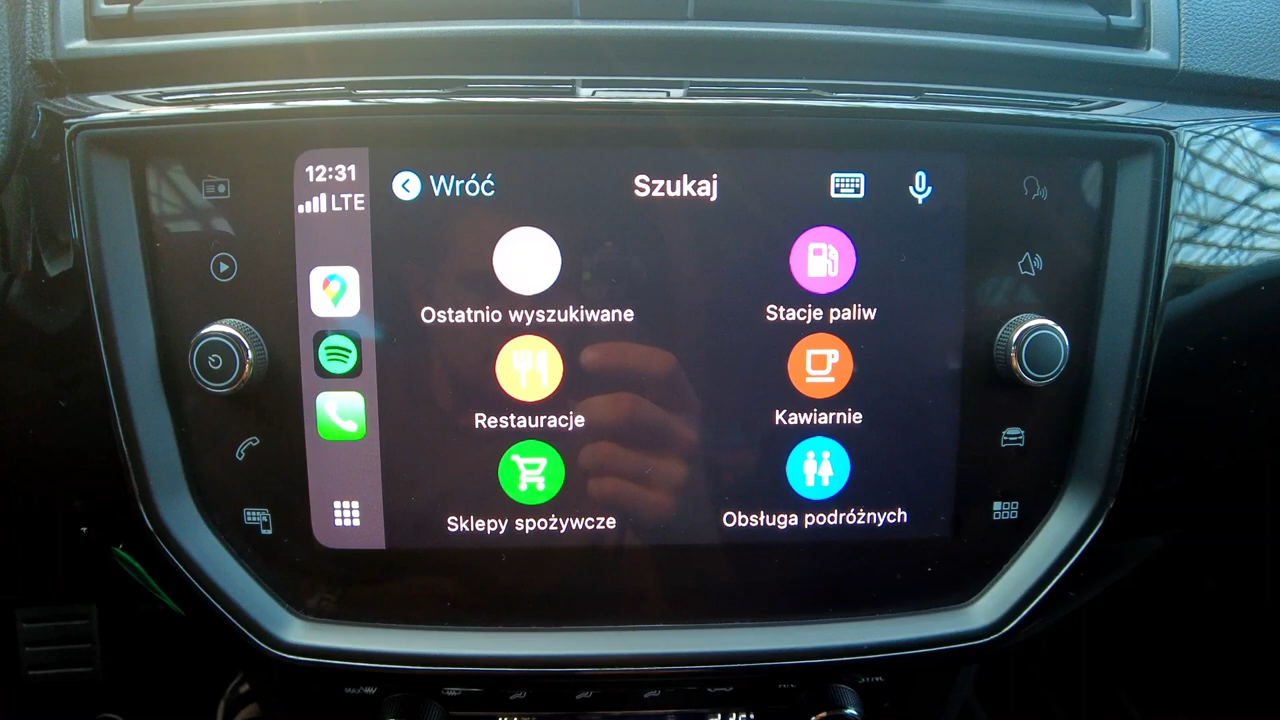 12:31
LTE
Wróć
Szukaj
Ostatnio wyszukiwane
Stacje paliw
Restauracje
Kawiarnie
Sklepy spożywcze
Obsługa podróżnych